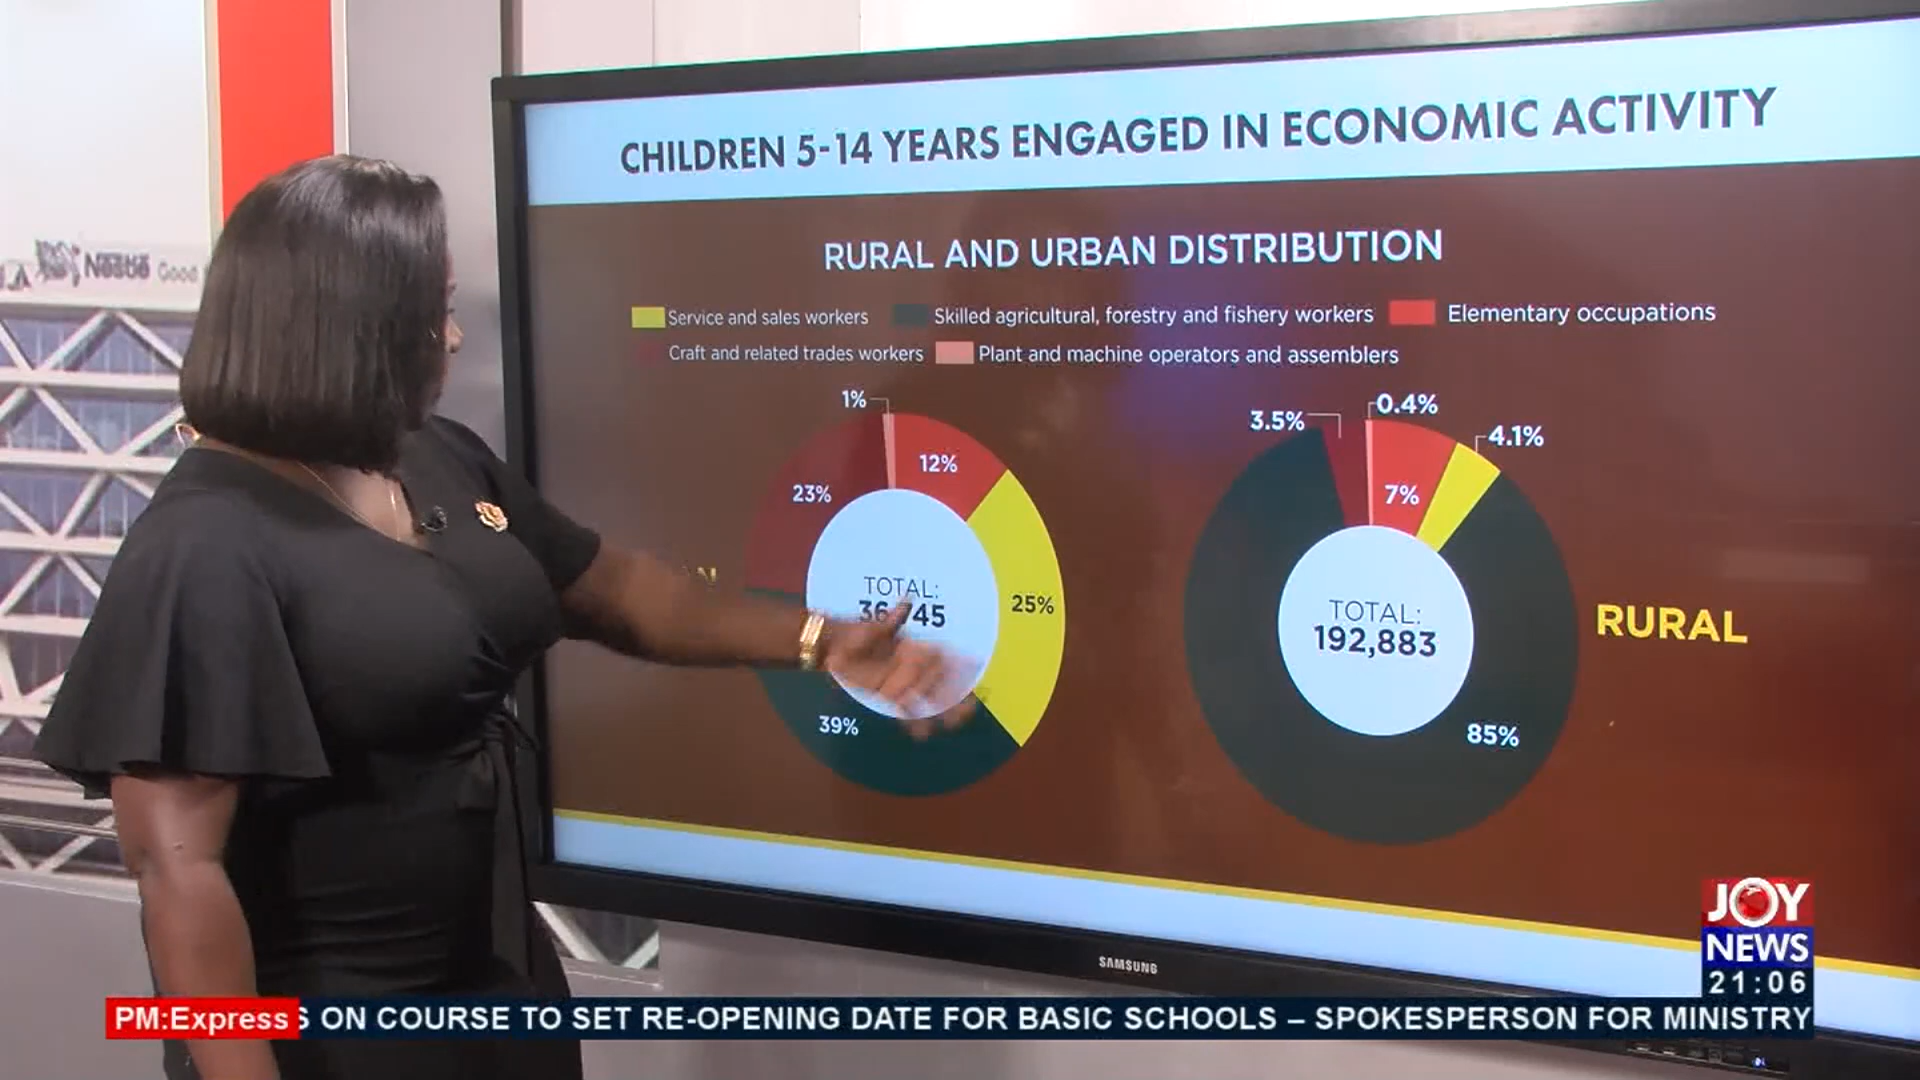 Nestlé Good
CHILDREN 5-14 YEARS ENGAGED IN ECONOMIC ACTIVITY
RURAL AND URBAN DISTRIBUTION
Service and sales workers
Skilled agricultural, forestry and fishery workers
Elementary occupations
Craft and related trades workers
Plant and machine operators and assemblers
1%
12%
23%
25%
39%
TOTAL:
0.4%
3.5%
4.1%
7%
85%
TOTAL:
192,883
RURAL
SAMSUNG
JOY
NEWS
21:06
PM:Express S ON COURSE TO SET RE-OPENING DATE FOR BASIC SCHOOLS – SPOKESPERSON FOR MINISTRY